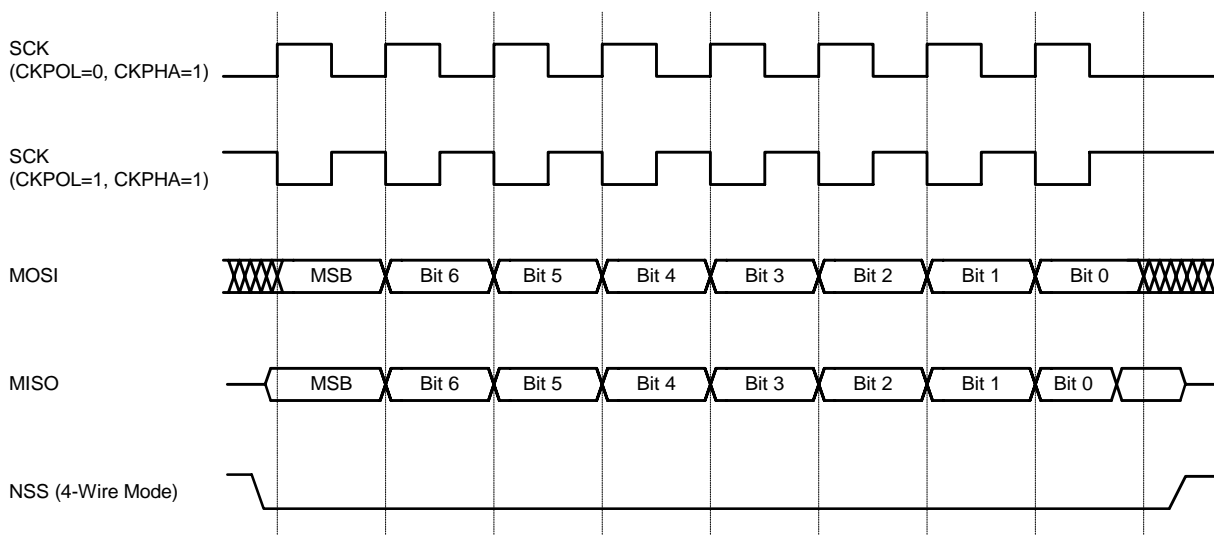 SCK
(CKPOL=0, CKPHA=1)
SCK
(CKPOL=1, CKPHA=1)
MOSI MSB Bit 6 Bit 5 Bit 4 Bit 3 Bit 2 Bit 1 Bit 0
MISO MSB Bit 6 Bit 5 Bit 4 Bit 3 Bit 2 Bit 1 Bit 0
NSS (4-Wire Mode)